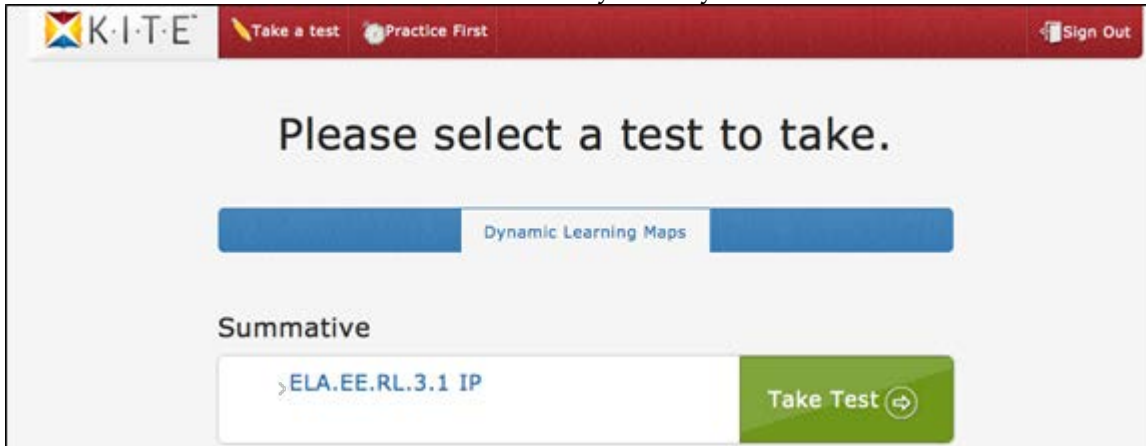 K·I·T·E™ Take a test Practice First Sign Out
Please select a test to take.
Dynamic Learning Maps
Summative
ELA.EE.RL.3.1 IP
Take Test